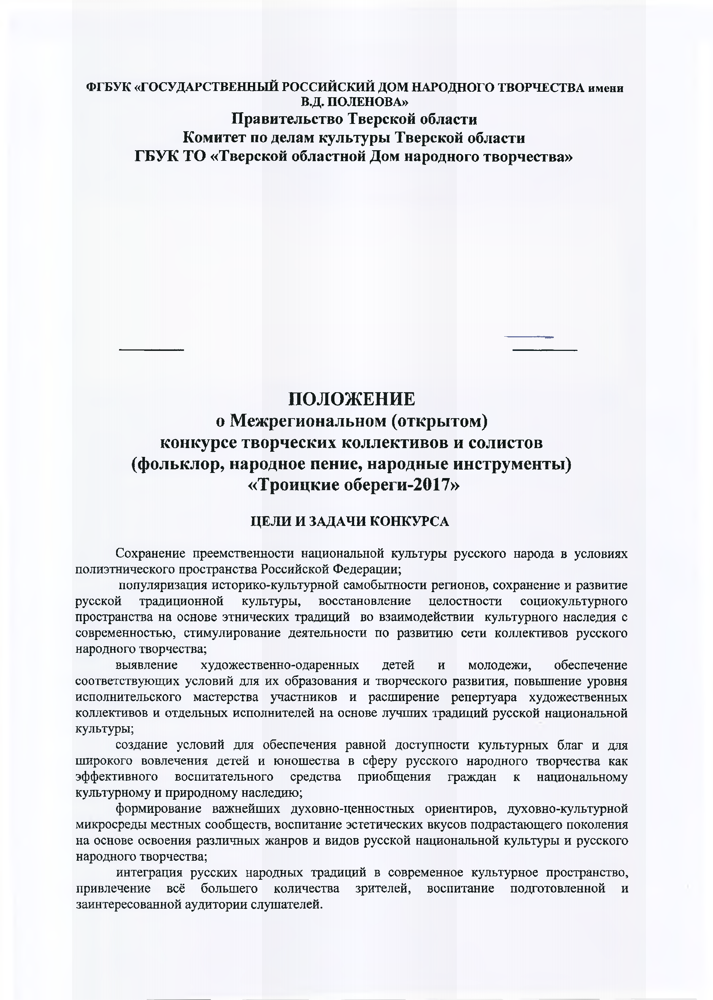 ФГБУК «ГОСУДАРСТВЕННЫЙ РОССИЙСКИЙ ДОМ НАРОДНОГО ТВОРЧЕСТВА имени
В.Д. ПОЛЕНОВА»
Правительство Тверской области
Комитет по делам культуры Тверской области
ГБУК ТО «Тверской областной Дом народного творчества»
ПОЛОЖЕНИЕ
о Межрегиональном (открытом)
конкурсе творческих коллективов и солистов
(фольклор, народное пение, народные инструменты)
«Троицкие обереги-2017»
ЦЕЛИ И ЗАДАЧИ КОНКУРСА
Сохранение преемственности национальной культуры русского народа в условиях
полиэтнического пространства Российской Федерации;
популяризация историко-культурной самобытности регионов, сохранение и развитие
русской традиционной культуры, восстановление целостности социокультурного
пространства на основе этнических традиций во взаимодействии культурного наследия с
современностью, стимулирование деятельности по развитию сети коллективов русского
народного творчества;
выявление художественно-одаренных детей и молодежи, обеспечение
соответствующих условий для их образования и творческого развития, повышение уровня
исполнительского мастерства участников и расширение репертуара художественных
коллективов и отдельных исполнителей на основе лучших традиций русской национальной
культуры;
создание условий для обеспечения равной доступности культурных благ и для
широкого вовлечения детей и юношества в сферу русского народного творчества как
эффективного воспитательного средства приобщения граждан к национальному
культурному и природному наследию;
формирование важнейших духовно-ценностных ориентиров, духовно-культурной
микросреды местных сообществ, воспитание эстетических вкусов подрастающего поколения
на основе освоения различных жанров и видов русской национальной культуры и русского
народного творчества;
интеграция русских народных традиций в современное культурное пространство,
привлечение всё большего количества зрителей, воспитание подготовленной и
заинтересованной аудитории слушателей.